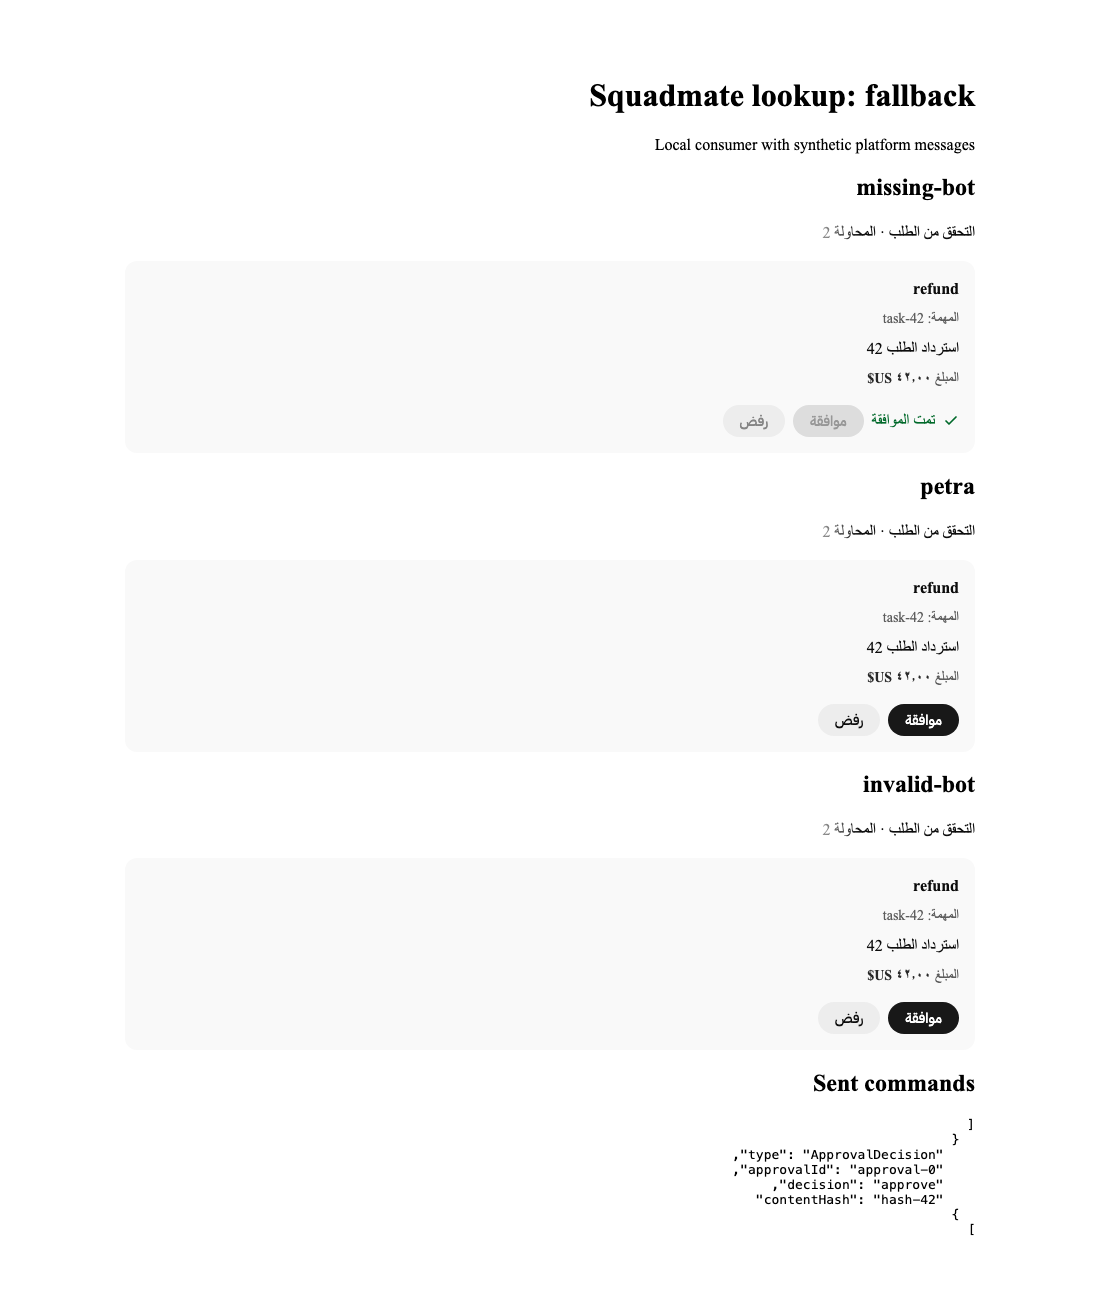 Squadmate lookup: fallback
Local consumer with synthetic platform messages
missing-bot
التحقق من الطلب · المحاولة 2
refund
المهمة: task-42
استرداد الطلب 42
المبلغ ٤٢٫٠٠ US$
تمت الموافقة موافقة رفض
petra
التحقق من الطلب · المحاولة 2
refund
المهمة: task-42
استرداد الطلب 42
المبلغ ٤٢٫٠٠ US$
موافقة رفض
invalid-bot
التحقق من الطلب · المحاولة 2
refund
المهمة: task-42
استرداد الطلب 42
المبلغ ٤٢٫٠٠ US$
موافقة رفض
Sent commands
[
{
"type": "ApprovalDecision",
"approvalId": "approval-0",
"decision": "approve",
"contentHash": "hash-42"
}
]